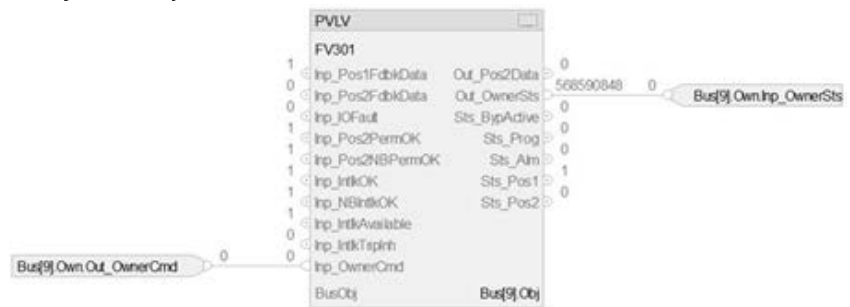 PVLV
FV301
1 Inp_Pos1FdbkData Out_Pos2Data 0
0 Inp_Pos2FdbkData Out_OwnerSts 568590848 0 Bus[9].Own.Inp_OwnerSts
0 Inp_IOFault Sts_BypActive 0
1 Inp_Pos2PermOK Sts_Prog 0
1 Inp_Pos2NBPermOK Sts_Alm 0
1 Inp_IntlkOK Sts_Pos1 1
1 Inp_NBIntlkOK Sts_Pos2 0
1 Inp_IntlkAvailable
0 Inp_IntlkTripInh
Bus[9].Own.Out_OwnerCmd 0 0 Inp_OwnerCmd
BusObj Bus[9].Obj